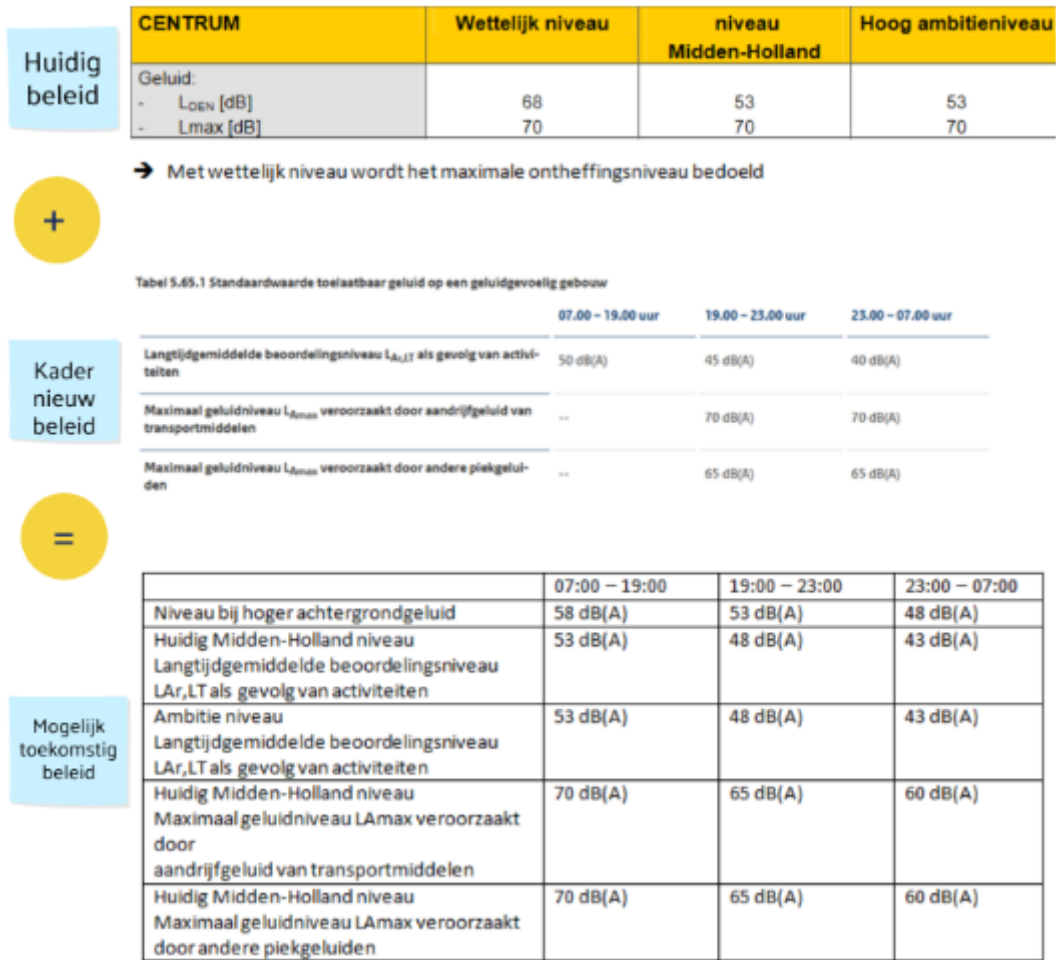 CENTRUM Wettelijk niveau niveau Midden-Holland Hoog ambitieniveau
Huidig
beleid
Geluid:
- LDEN [dB] 68 53 53
- Lmax [dB] 70 70 70
➔ Met wettelijk niveau wordt het maximale ontheffingsniveau bedoeld
+
Tabel 5.65.1 Standaardwaarde toelaatbaar geluid op een geluidgevoelig gebouw
07.00 – 19.00 uur 19.00 – 23.00 uur 23.00 – 07.00 uur
Kader
nieuw
beleid
Langtijdgemiddelde beoordelingsniveau LAr,LT als gevolg van activi-
teiten 50 dB(A) 45 dB(A) 40 dB(A)
Maximaal geluidniveau LAmax veroorzaakt door aandrijfgeluid van
transportmiddelen -- 70 dB(A) 70 dB(A)
Maximaal geluidniveau LAmax veroorzaakt door andere piekgelui-
den -- 65 dB(A) 65 dB(A)
=
07:00 – 19:00 19:00 – 23:00 23:00 – 07:00
Niveau bij hoger achtergrondgeluid 58 dB(A) 53 dB(A) 48 dB(A)
Huidig Midden-Holland niveau 53 dB(A) 48 dB(A) 43 dB(A)
Langtijdgemiddelde beoordelingsniveau
LAr,LT als gevolg van activiteiten
Mogelijk
toekomstig
beleid
Ambitie niveau 53 dB(A) 48 dB(A) 43 dB(A)
Langtijdgemiddelde beoordelingsniveau
LAr,LT als gevolg van activiteiten
Huidig Midden-Holland niveau 70 dB(A) 65 dB(A) 60 dB(A)
Maximaal geluidniveau LAmax veroorzaakt
door
aandrijfgeluid van transportmiddelen
Huidig Midden-Holland niveau 70 dB(A) 65 dB(A) 60 dB(A)
Maximaal geluidniveau LAmax veroorzaakt
door andere piekgeluiden